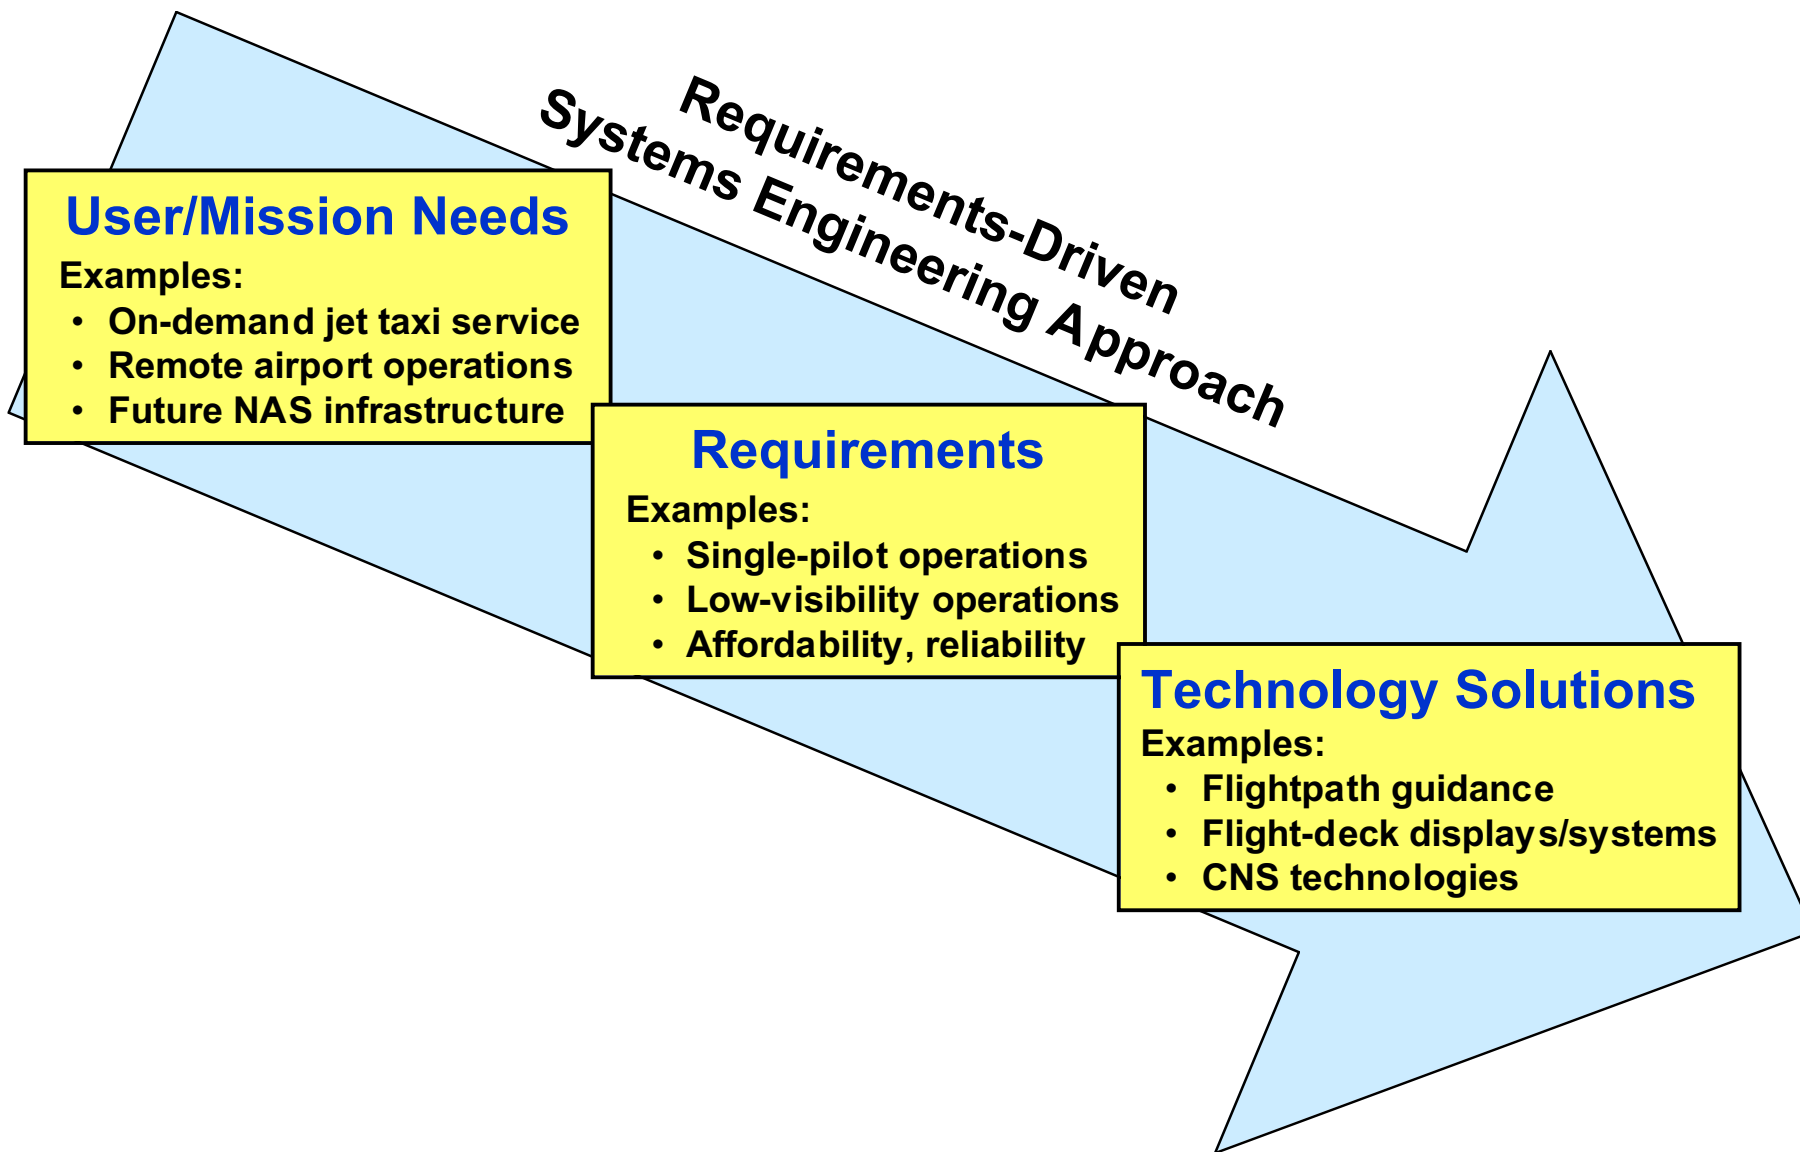 Requirements-Driven
Systems Engineering Approach
User/Mission Needs
Examples:
• On-demand jet taxi service
• Remote airport operations
• Future NAS infrastructure
Requirements
Examples:
• Single-pilot operations
• Low-visibility operations
• Affordability, reliability
Technology Solutions
Examples:
• Flightpath guidance
• Flight-deck displays/systems
• CNS technologies